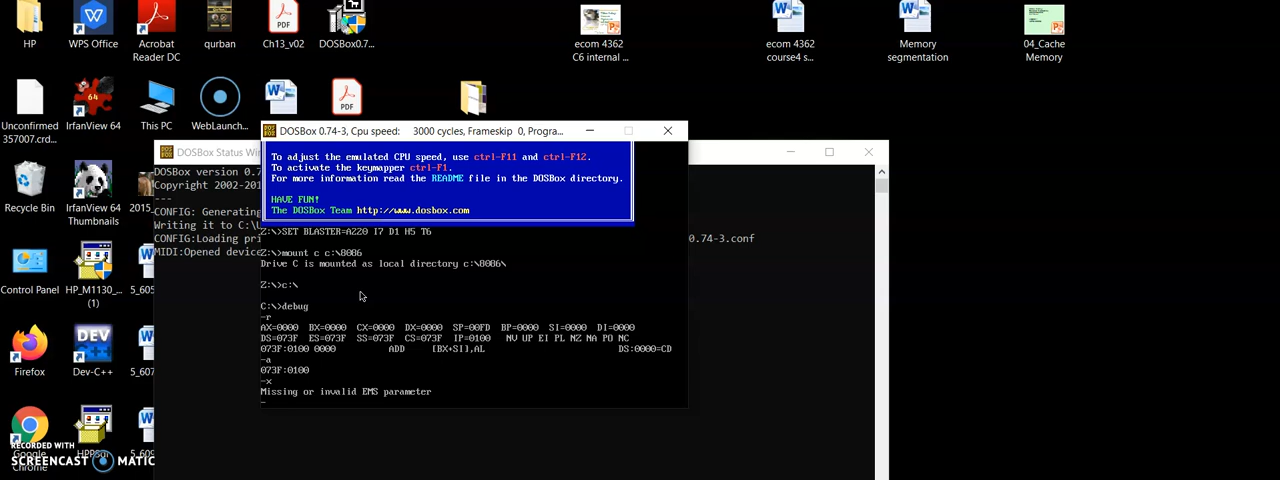 HP
WPS Office
Acrobat
Reader DC
qurban
Ch13_v02
DOSBox0.7...
ecom 4362
C6 internal ...
ecom 4362
course4 s...
Memory
segmentation
04_Cache
Memory
Unconfirmed
357007.crd...
IrfanView 64
This PC
WebLaunch...
Recycle Bin
IrfanView 64
Thumbnails
2015_
Control Panel
HP_M1130_...
(1)
Firefox
Dev-C++
Google
Chrome
DOSBox Status Wi
DOSBox version 0.7
Copyright 2002-201
---
CONFIG: Generating
Writing it to C:\U
CONFIG:Loading pri
0.74-3.conf
MIDI:Opened device
DOSBox 0.74-3, Cpu speed: 3000 cycles, Frameskip 0, Progra...
To adjust the emulated CPU speed, use ctrl-F11 and ctrl-F12.
To activate the keymapper ctrl-F1.
For more information read the README file in the DOSBox directory.
HAVE FUN!
The DOSBox Team http://www.dosbox.com
Z:\>SET BLASTER=A220 I7 D1 H5 T6
Z:\>mount c c:\8086
Drive C is mounted as local directory c:\8086\
Z:\>c:\
C:\>debug
-r
AX=0000 BX=0000 CX=0000 DX=0000 SP=00FD BP=0000 SI=0000 DI=0000
DS=073F ES=073F SS=073F CS=073F IP=0100 NV UP EI PL NZ NA PO NC
073F:0100 0000 ADD [BX+SI],AL DS:0000=CD
-a
073F:0100
-x
Missing or invalid EMS parameter
-
RECORDED WITH
SCREENCAST MATIC